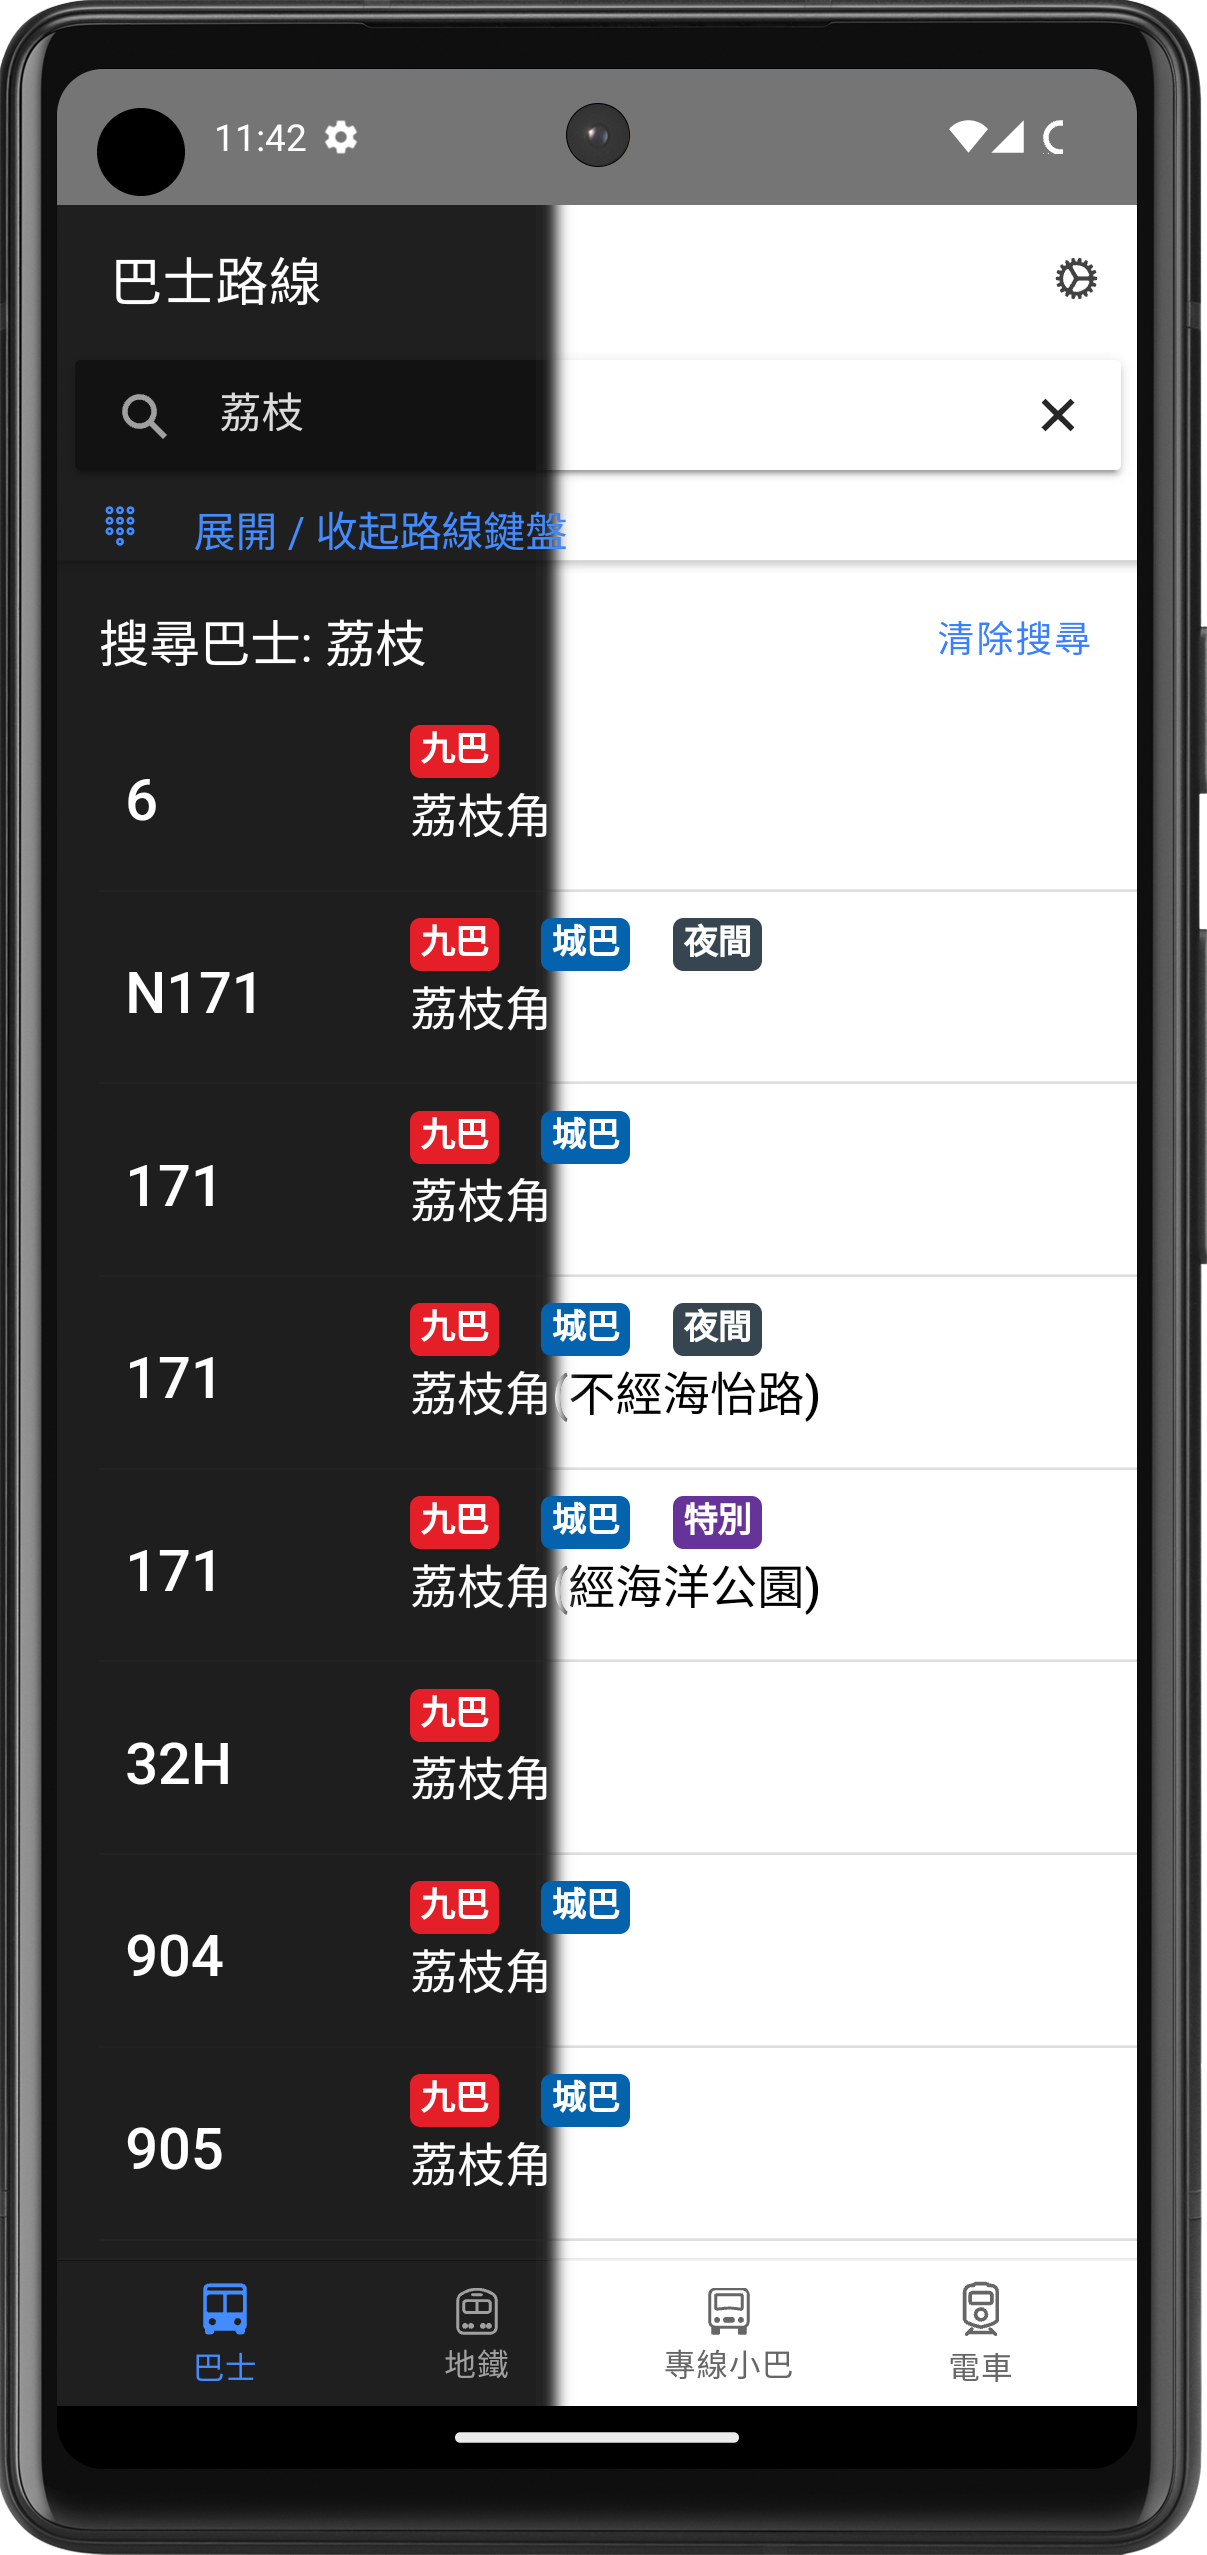 11:42
巴士路線
荔枝
展開 / 收起路線鍵盤
搜尋巴士: 荔枝
清除搜尋
九巴
6
荔枝角
九巴 城巴 夜間
N171
荔枝角
九巴 城巴
171
荔枝角
九巴 城巴 夜間
171
荔枝角(不經海怡路)
九巴 城巴 特別
171
荔枝角(經海洋公園)
九巴
32H
荔枝角
九巴 城巴
904
荔枝角
九巴 城巴
905
荔枝角
巴士 地鐵 專線小巴 電車